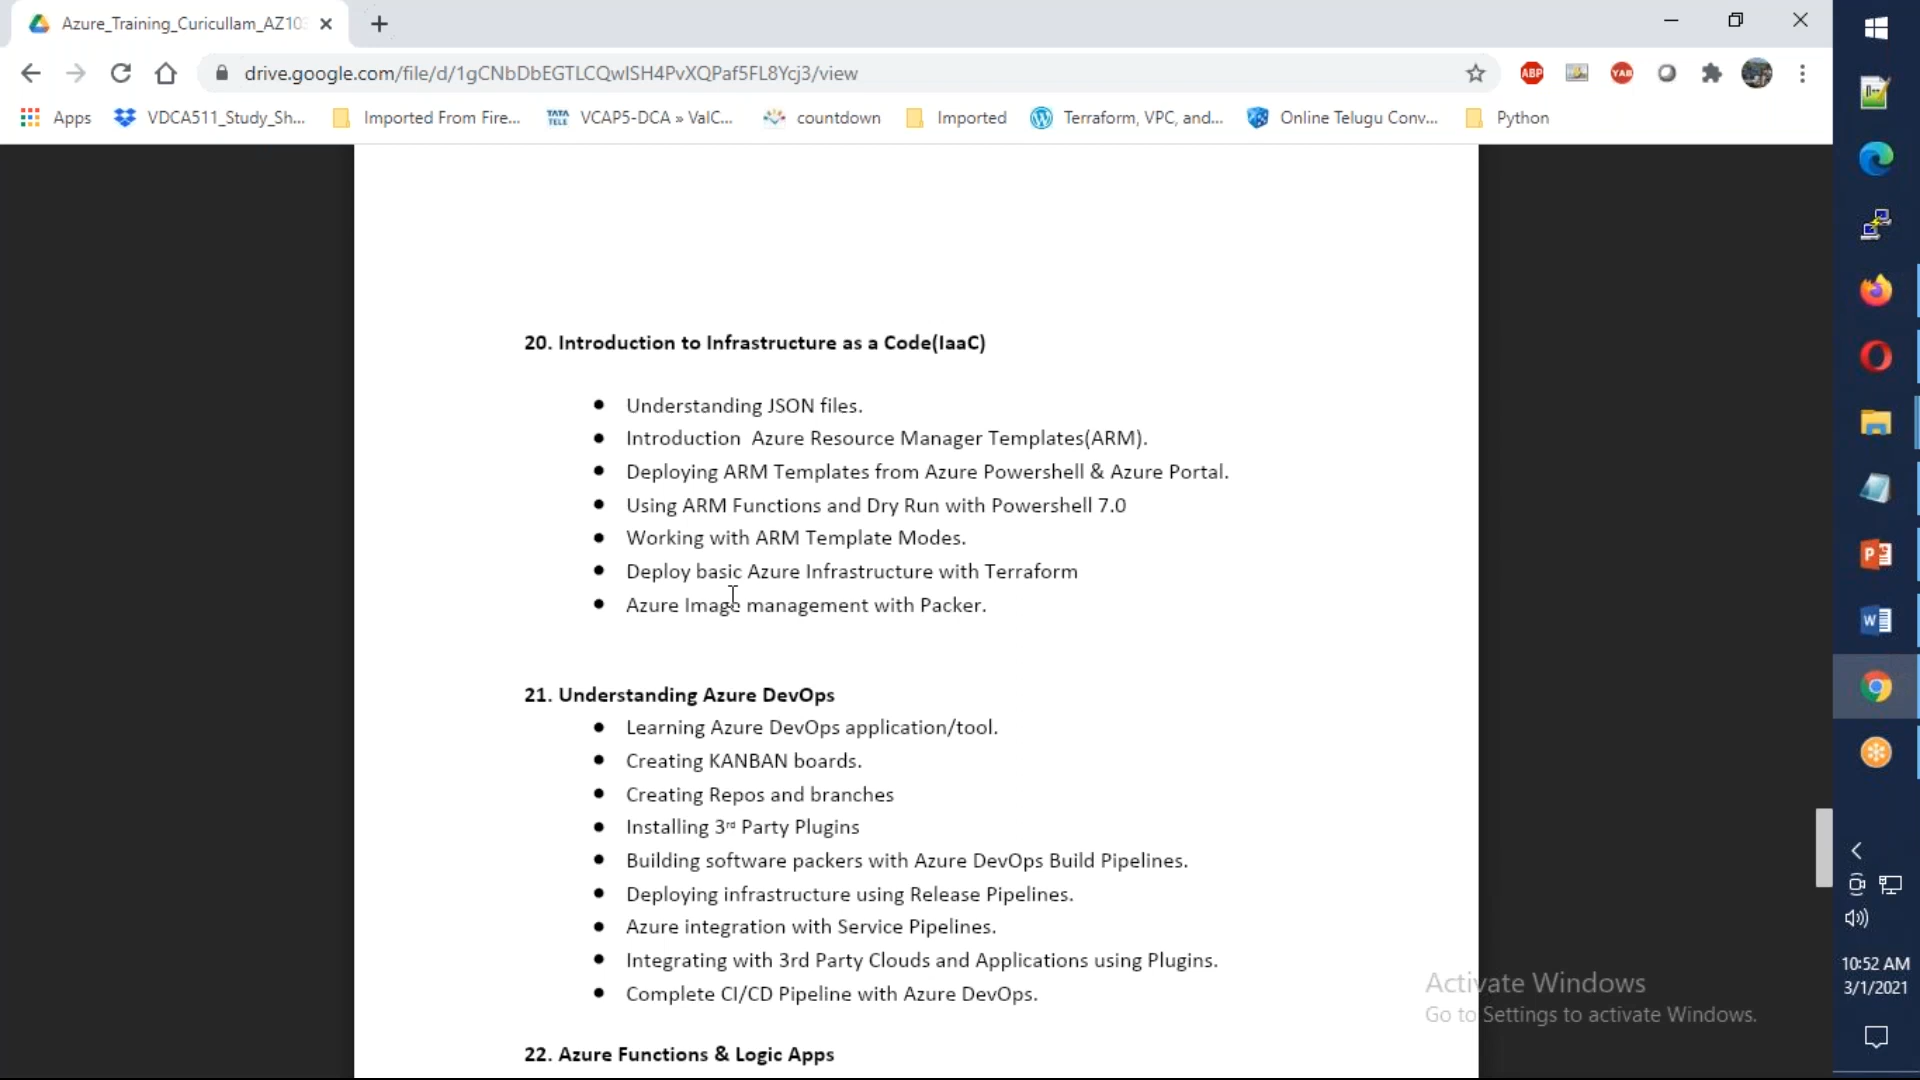 Azure_Training_Curicullam_AZ103
drive.google.com/file/d/1gCNbDbEGTLCQwISH4PvXQPaf5FL8Ycj3/view
ABP
YAB
Apps
VDCA511_Study_Sh...
Imported From Fire...
TATA
TELE
VCAP5-DCA » ValC...
countdown
Imported
Terraform, VPC, and...
Online Telugu Conv...
Python
20. Introduction to Infrastructure as a Code(IaaC)
● Understanding JSON files.
● Introduction Azure Resource Manager Templates(ARM).
● Deploying ARM Templates from Azure Powershell & Azure Portal.
● Using ARM Functions and Dry Run with Powershell 7.0
● Working with ARM Template Modes.
● Deploy basic Azure Infrastructure with Terraform
● Azure Image management with Packer.
21. Understanding Azure DevOps
● Learning Azure DevOps application/tool.
● Creating KANBAN boards.
● Creating Repos and branches
● Installing 3rd Party Plugins
● Building software packers with Azure DevOps Build Pipelines.
● Deploying infrastructure using Release Pipelines.
● Azure integration with Service Pipelines.
● Integrating with 3rd Party Clouds and Applications using Plugins.
● Complete CI/CD Pipeline with Azure DevOps.
22. Azure Functions & Logic Apps
Activate Windows
Go to Settings to activate Windows.
10:52 AM
3/1/2021